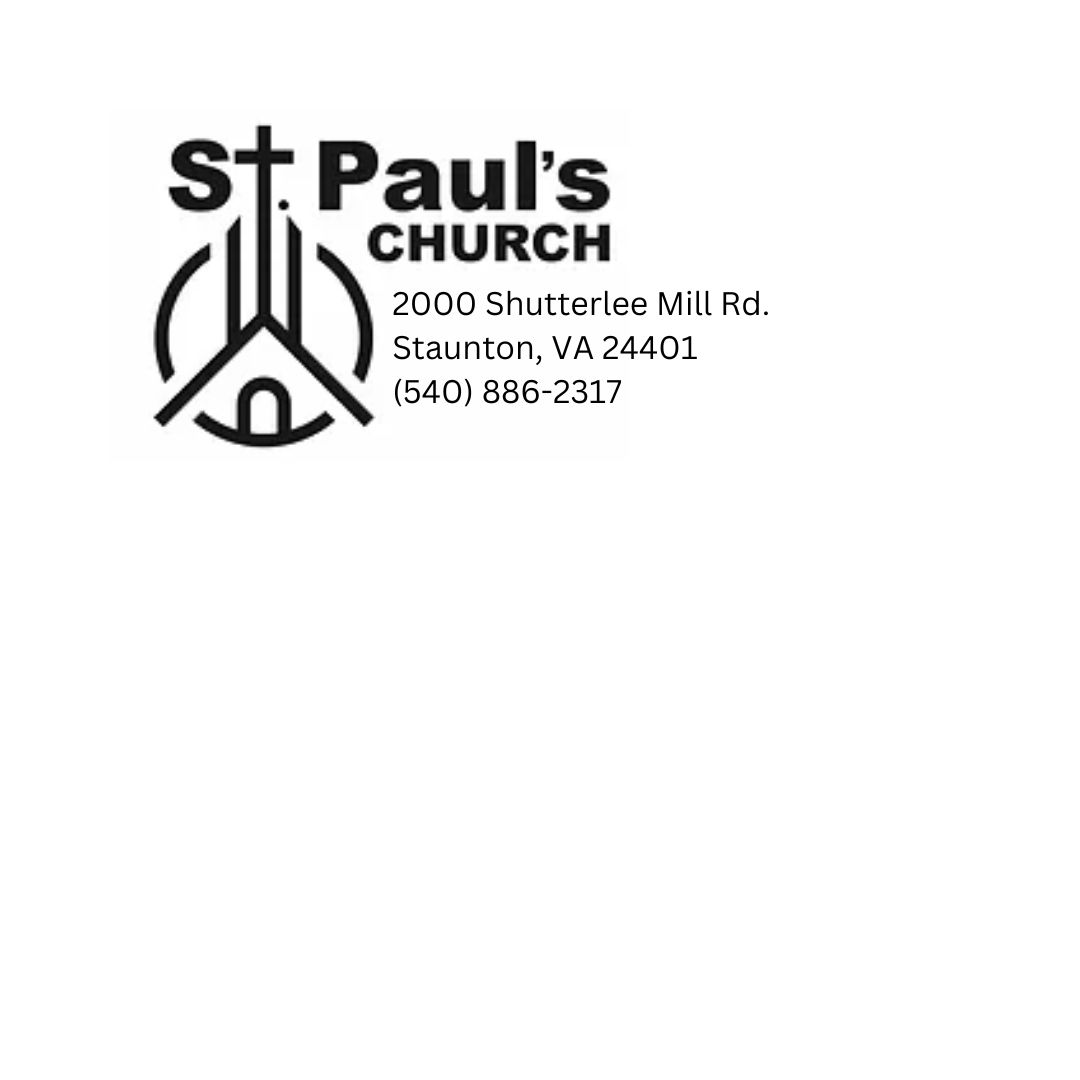 St. Paul's
CHURCH
2000 Shutterlee Mill Rd.
Staunton, VA 24401
(540) 886-2317